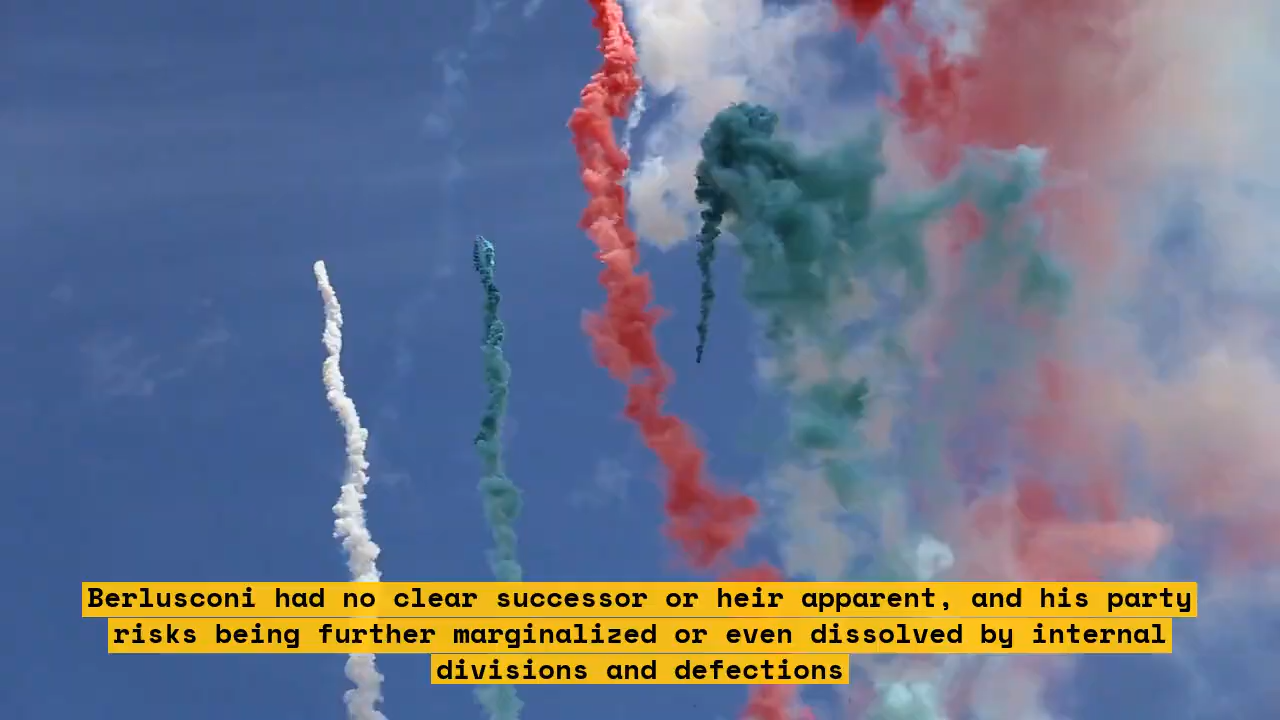 Berlusconi had no clear successor or heir apparent, and his party
risks being further marginalized or even dissolved by internal
divisions and defections